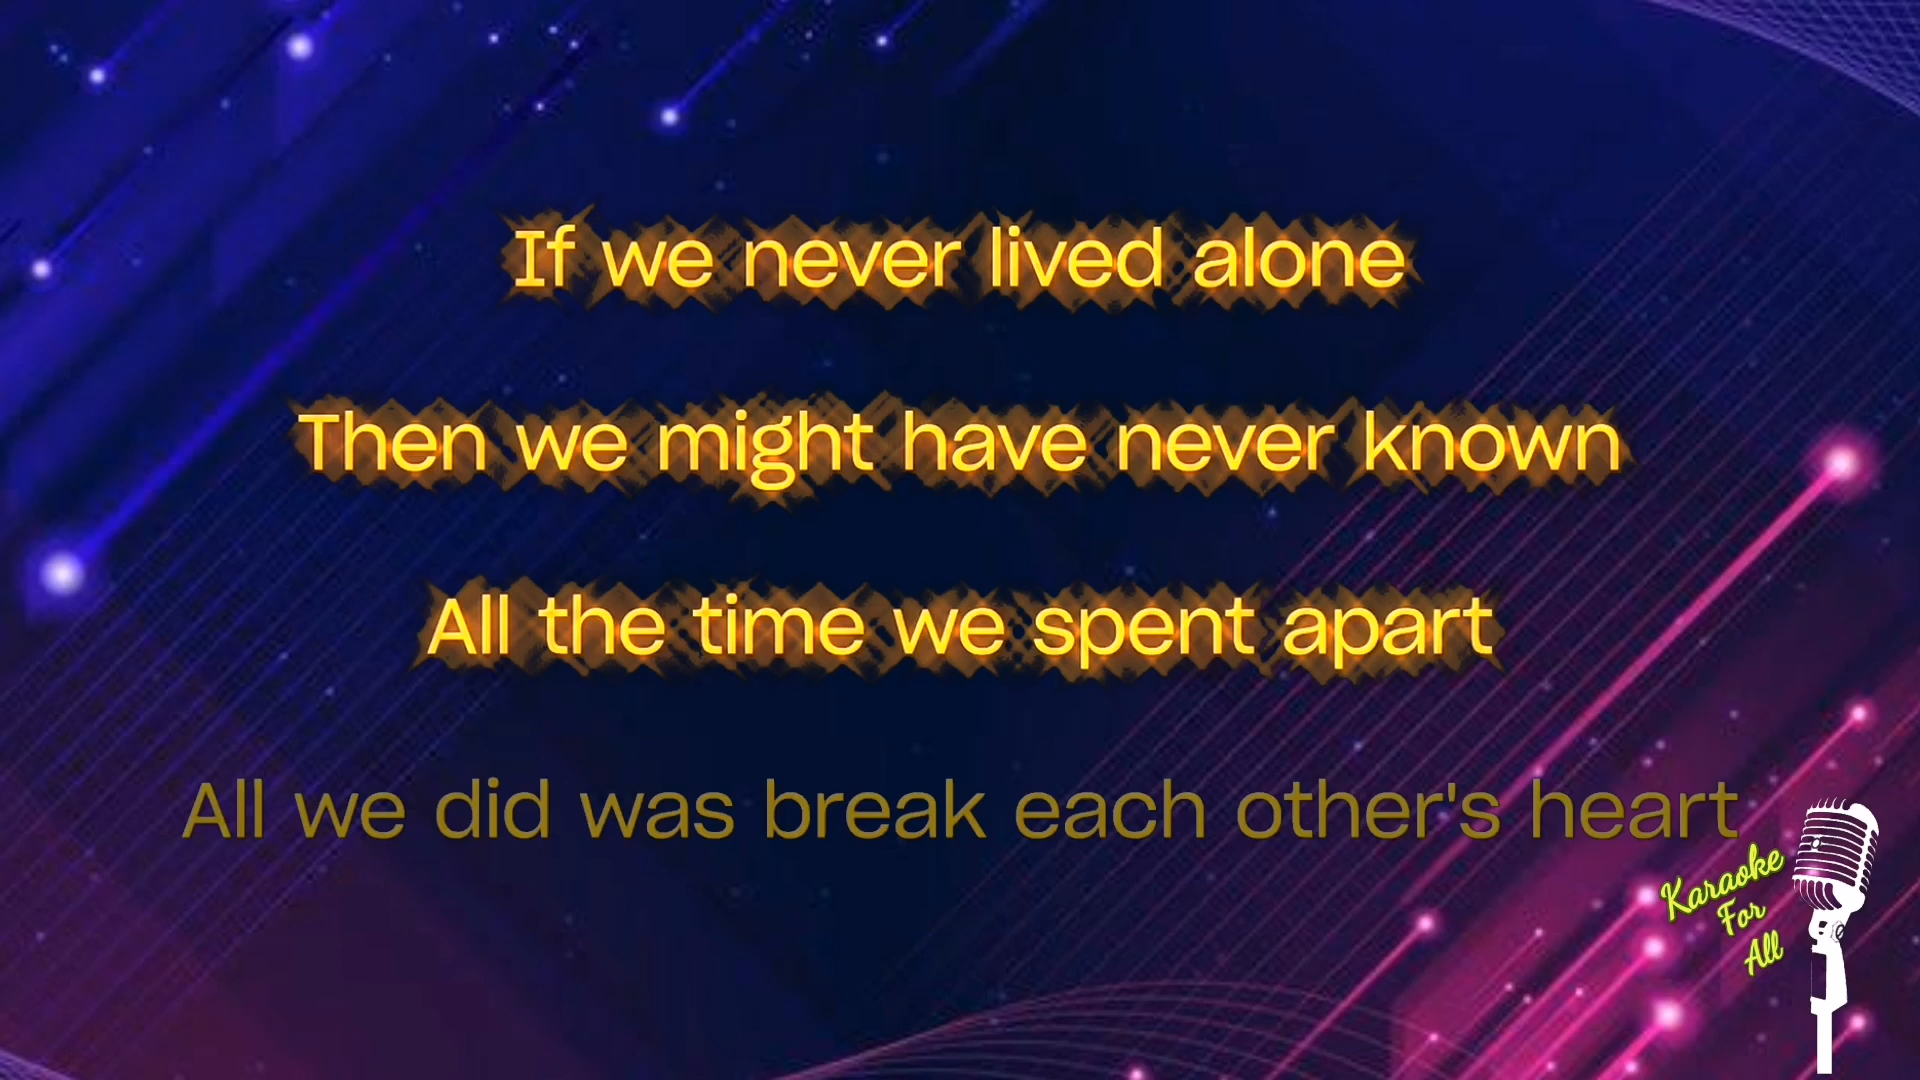 If we never lived alone
Then we might have never known
All the time we spent apart
All we did was break each other's heart
Karaoke
For
All